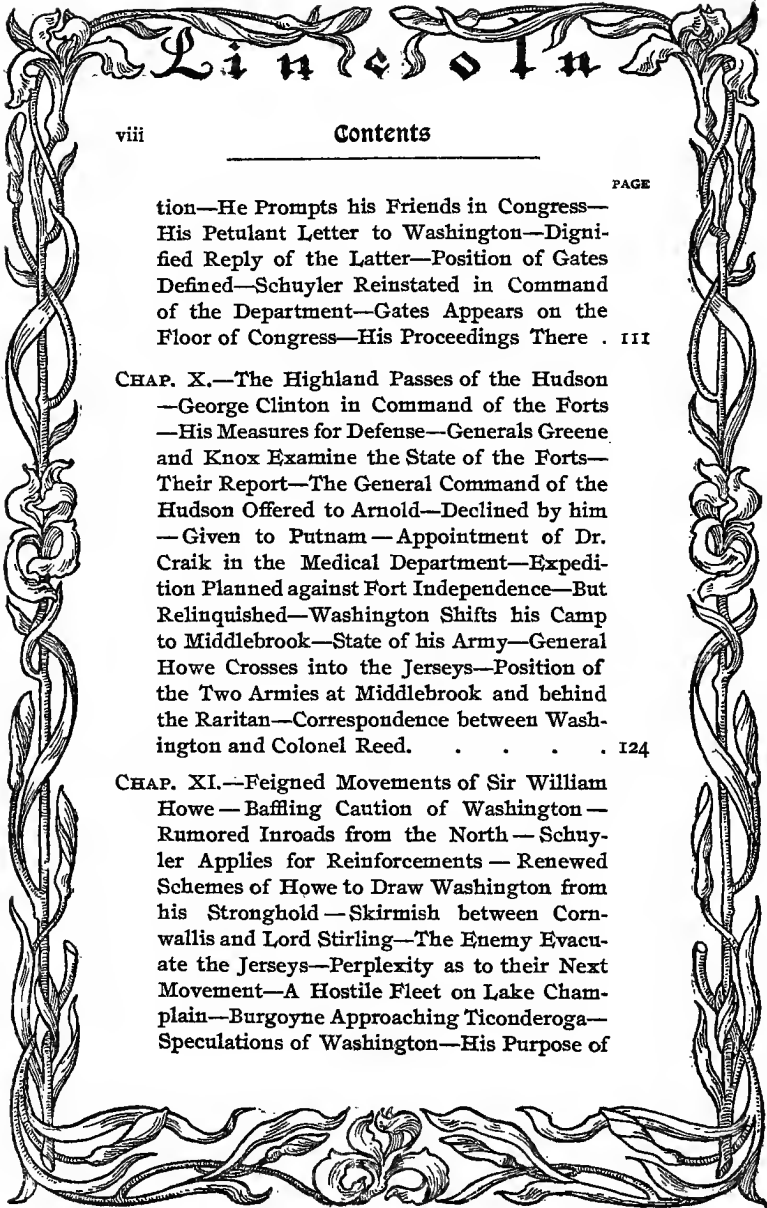 Lincoln
viii Contents
PAGE
tion—He Prompts his Friends in Congress—
His Petulant Letter to Washington—Digni-
fied Reply of the Latter—Position of Gates
Defined—Schuyler Reinstated in Command
of the Department—Gates Appears on the
Floor of Congress—His Proceedings There . 111
CHAP. X.—The Highland Passes of the Hudson
—George Clinton in Command of the Forts
—His Measures for Defense—Generals Greene
and Knox Examine the State of the Forts—
Their Report—The General Command of the
Hudson Offered to Arnold—Declined by him
—Given to Putnam—Appointment of Dr.
Craik in the Medical Department—Expedi-
tion Planned against Fort Independence—But
Relinquished—Washington Shifts his Camp
to Middlebrook—State of his Army—General
Howe Crosses into the Jerseys—Position of
the Two Armies at Middlebrook and behind
the Raritan—Correspondence between Wash-
ington and Colonel Reed. . . . . 124
CHAP. XI.—Feigned Movements of Sir William
Howe—Baffling Caution of Washington—
Rumored Inroads from the North—Schuy-
ler Applies for Reinforcements—Renewed
Schemes of Howe to Draw Washington from
his Stronghold—Skirmish between Corn-
wallis and Lord Stirling—The Enemy Evacu-
ate the Jerseys—Perplexity as to their Next
Movement—A Hostile Fleet on Lake Cham-
plain—Burgoyne Approaching Ticonderoga—
Speculations of Washington—His Purpose of